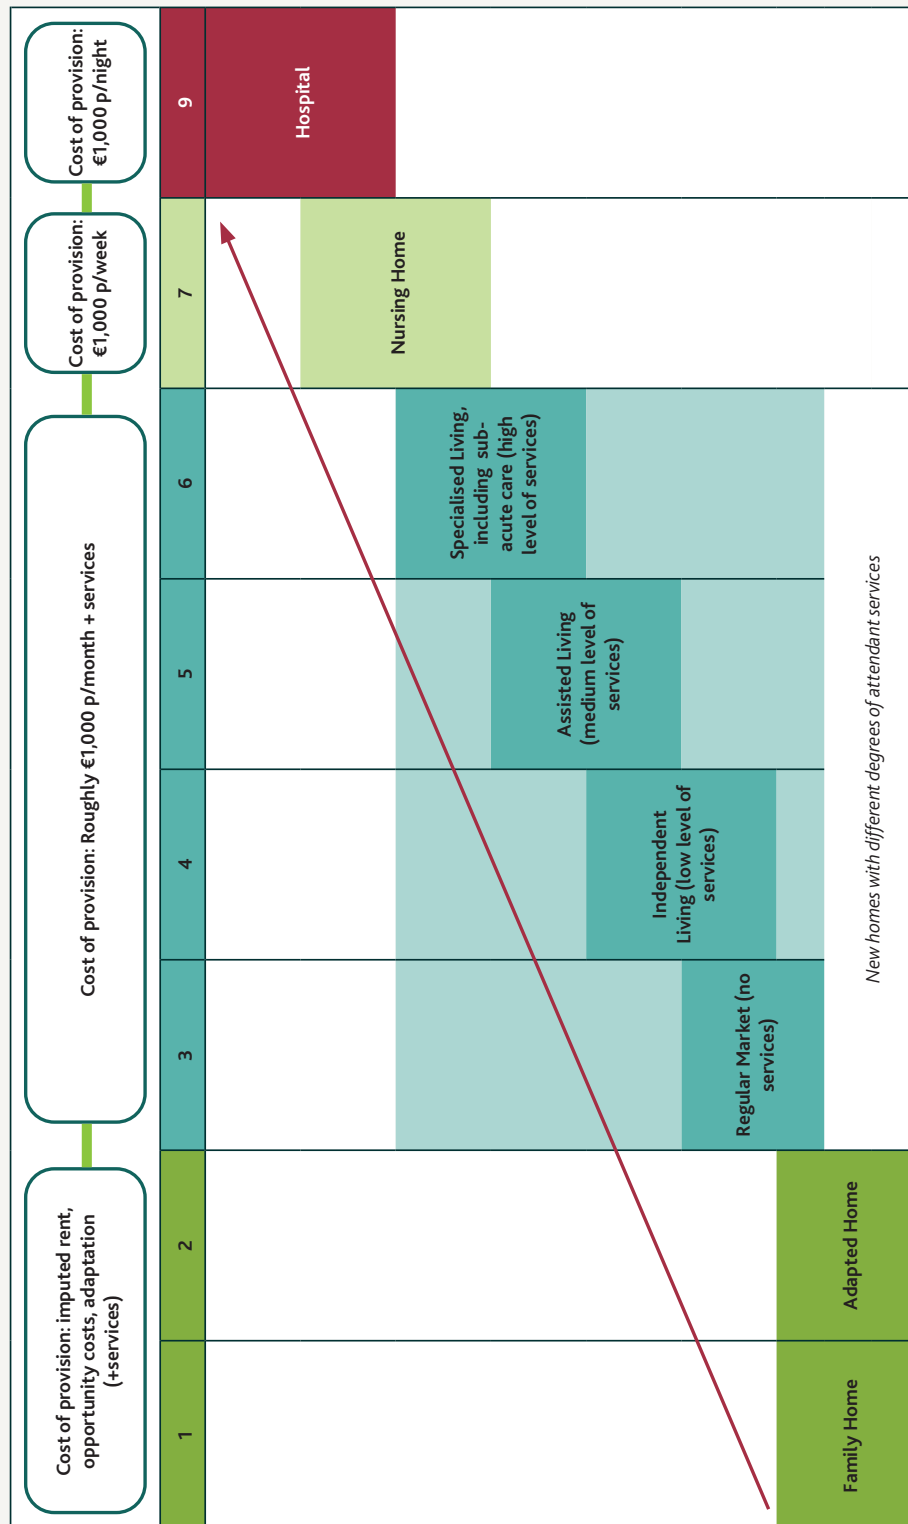 Cost of provision: imputed rent,
opportunity costs, adaptation
(+services)
Cost of provision: Roughly €1,000 p/month + services
Cost of provision:
€1,000 p/week
Cost of provision:
€1,000 p/night
1
2
3
4
5
6
7
9
Family Home
Adapted Home
Regular Market (no
services)
Independent
Living (low level of
services)
Assisted Living
(medium level of
services)
Specialised Living,
including sub-
acute care (high
level of services)
Nursing Home
Hospital
New homes with different degrees of attendant services